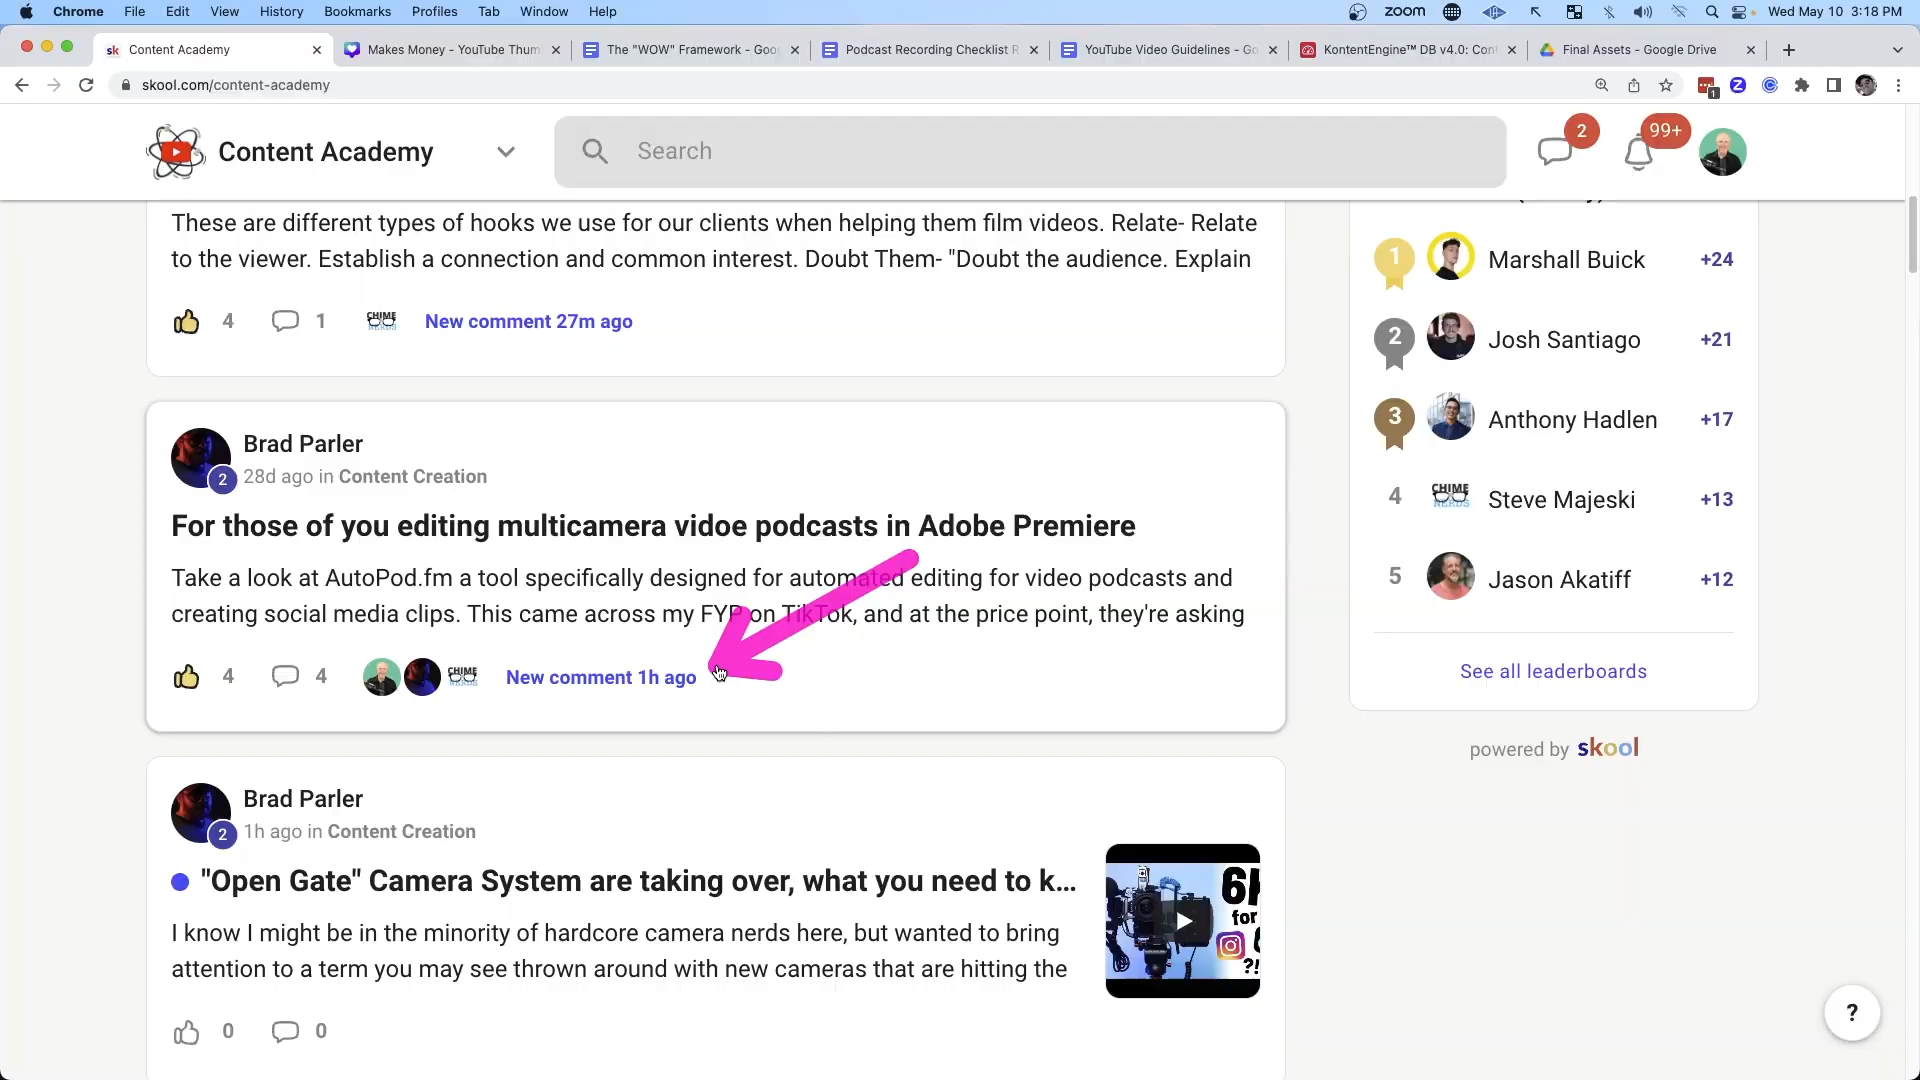 Chrome File Edit View History Bookmarks Profiles Tab Window Help zoom Wed May 10 3:18 PM
sk Content Academy Makes Money - YouTube Thum The "WOW" Framework - Goo Podcast Recording Checklist R YouTube Video Guidelines - Go KontentEngine™ DB v4.0: Con Final Assets - Google Drive
skool.com/content-academy 1
Content Academy Search 2 99+
These are different types of hooks we use for our clients when helping them film videos. Relate- Relate
to the viewer. Establish a connection and common interest. Doubt Them- "Doubt the audience. Explain
4 1 CHIME NERDS New comment 27m ago
Brad Parler
2 28d ago in Content Creation
For those of you editing multicamera vidoe podcasts in Adobe Premiere
Take a look at AutoPod.fm a tool specifically designed for automated editing for video podcasts and
creating social media clips. This came across my FYP on TikTok, and at the price point, they're asking
4 4 CHIME NERDS New comment 1h ago
Brad Parler
2 1h ago in Content Creation
"Open Gate" Camera System are taking over, what you need to k...
I know I might be in the minority of hardcore camera nerds here, but wanted to bring
attention to a term you may see thrown around with new cameras that are hitting the
6K
for
?!
0 0
1 Marshall Buick +24
2 Josh Santiago +21
3 Anthony Hadlen +17
4 CHIME NERDS Steve Majeski +13
5 Jason Akatiff +12
See all leaderboards
powered by skool
?